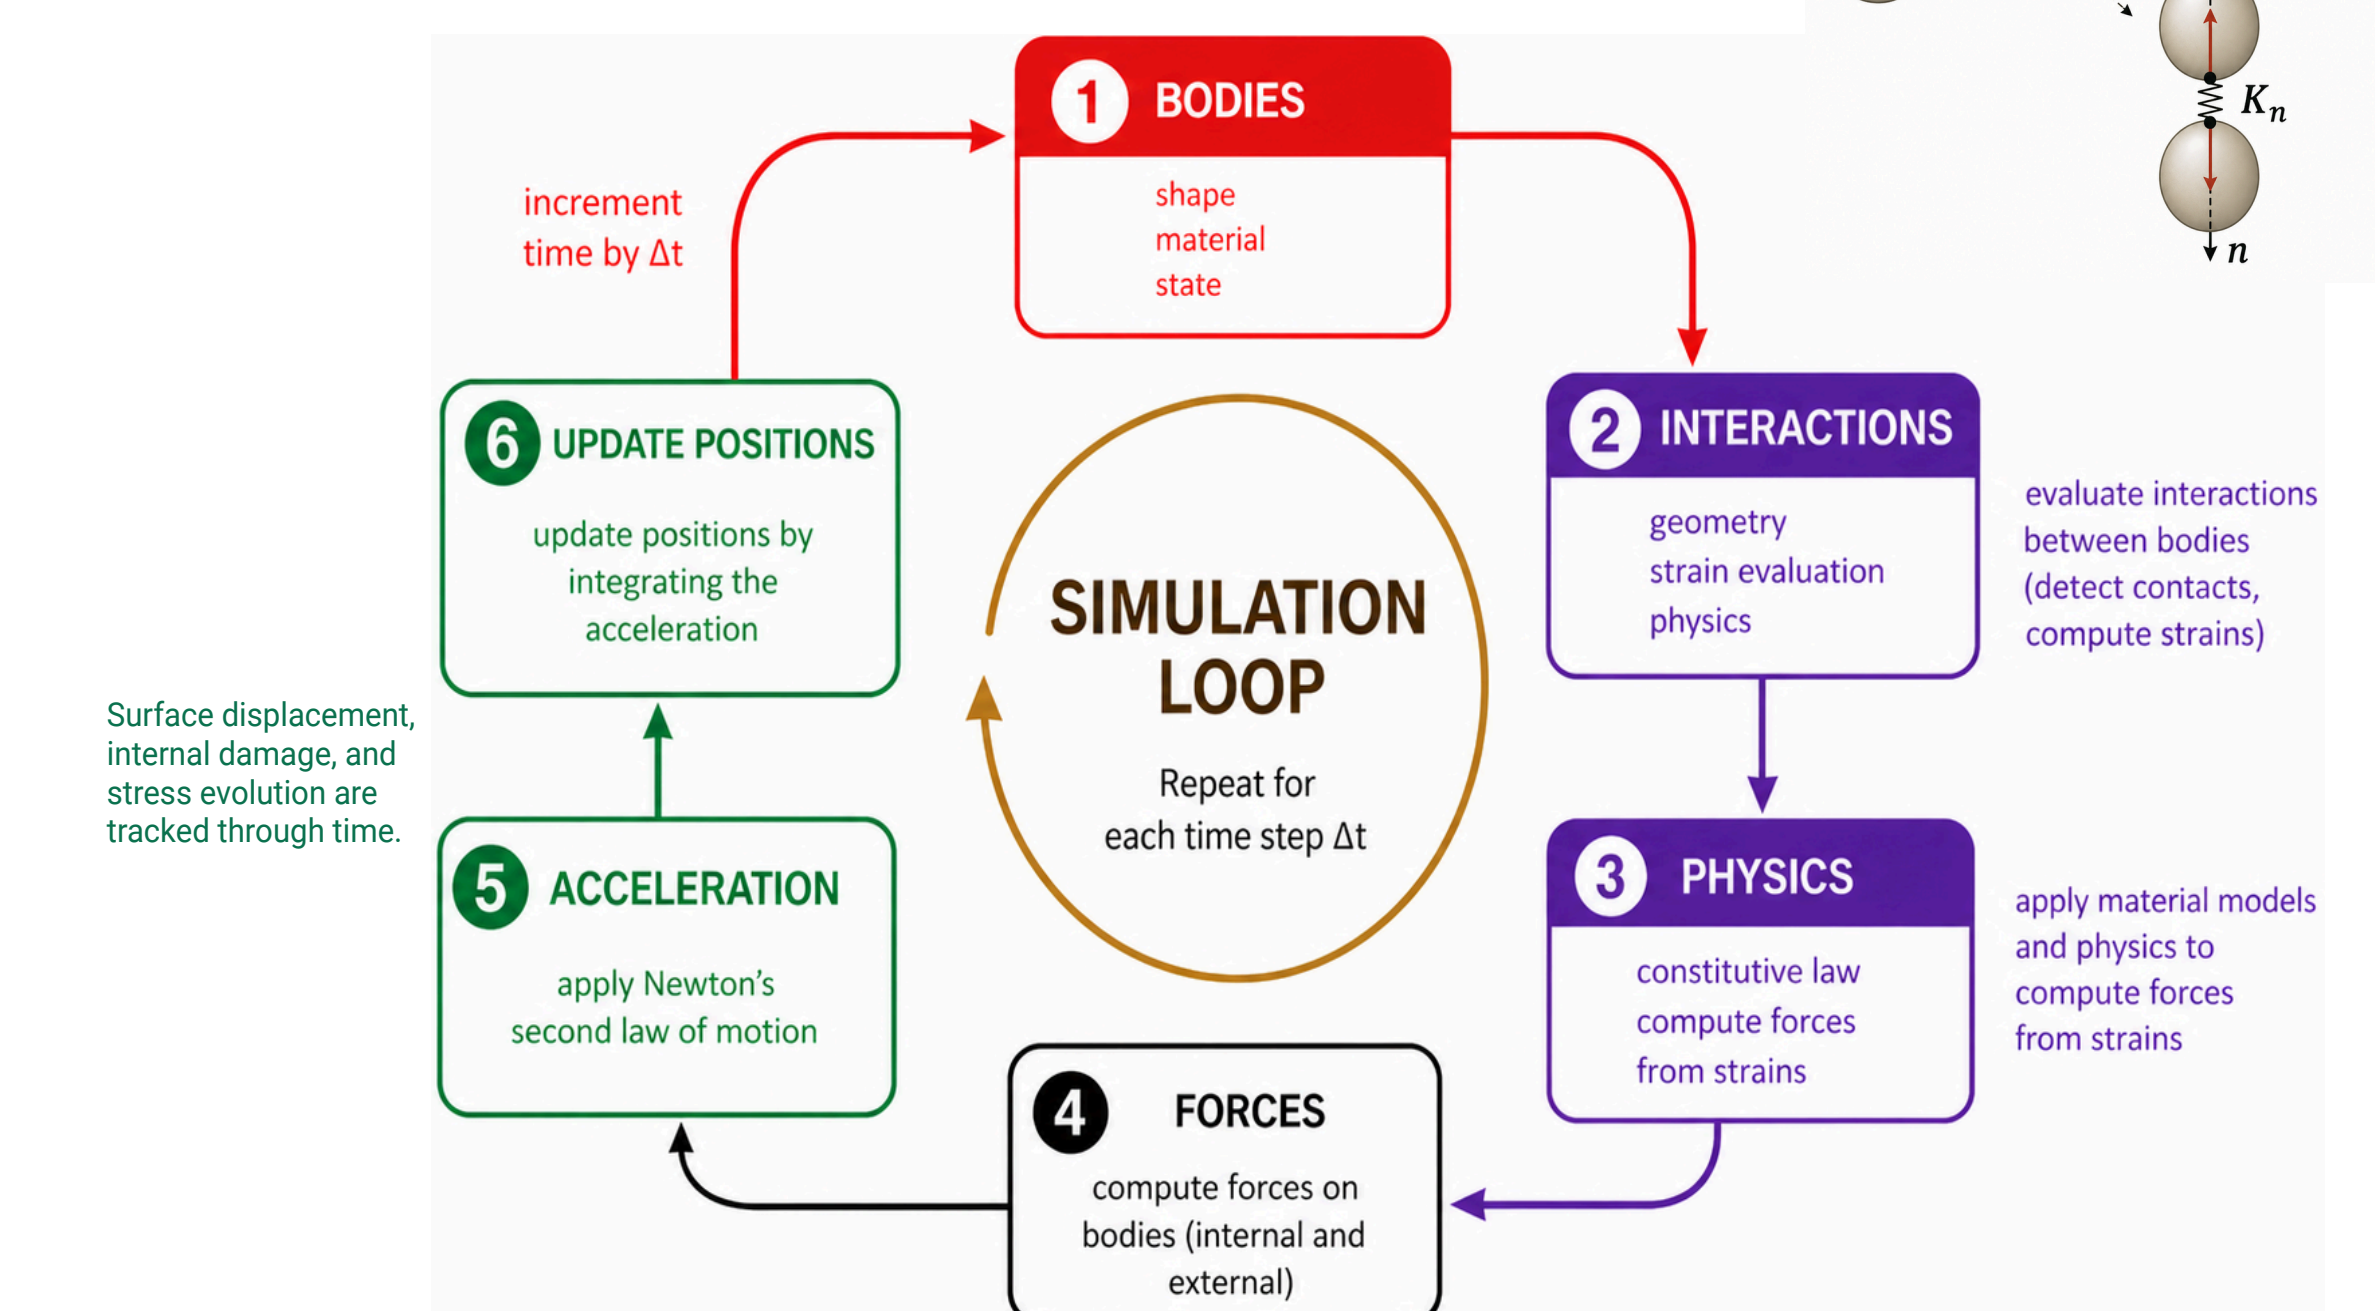 1 BODIES
shape
material
state
increment
time by Δt
K_n
n
2 INTERACTIONS
geometry
strain evaluation
physics
evaluate interactions
between bodies
(detect contacts,
compute strains)
3 PHYSICS
constitutive law
compute forces
from strains
apply material models
and physics to
compute forces
from strains
4 FORCES
compute forces on
bodies (internal and
external)
5 ACCELERATION
apply Newton’s
second law of motion
6 UPDATE POSITIONS
update positions by
integrating the
acceleration
Surface displacement,
internal damage, and
stress evolution are
tracked through time.
SIMULATION
LOOP
Repeat for
each time step Δt